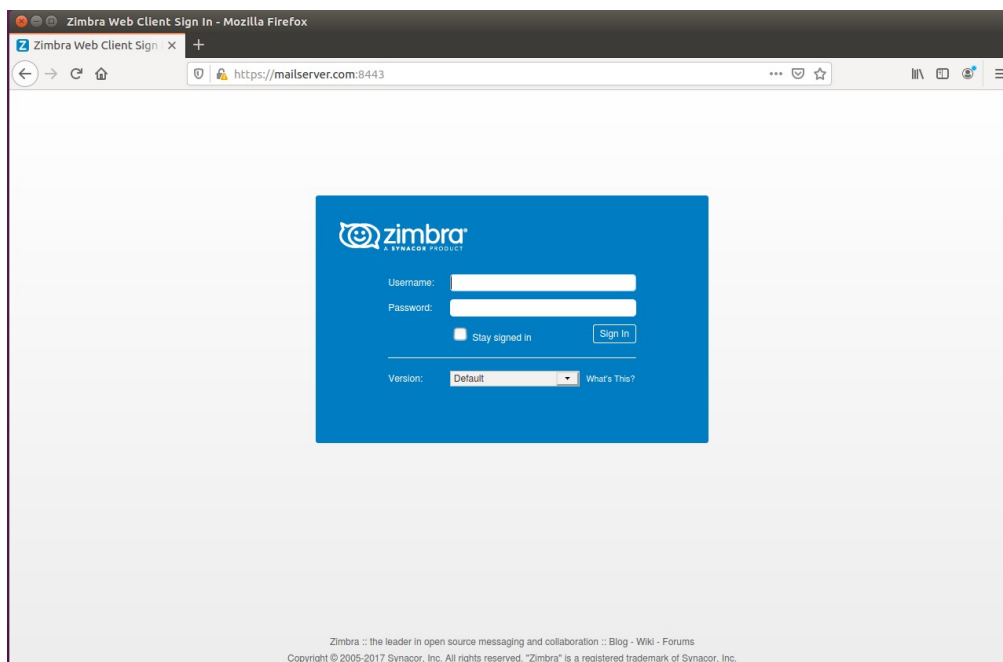 Zimbra Web Client Sign In - Mozilla Firefox
Zimbra Web Client Sign
https://mailserver.com:8443
zimbra
A SYNACOR PRODUCT
Username:
Password:
Stay signed in
Sign In
Version:
Default
What's This?
Zimbra :: the leader in open source messaging and collaboration :: Blog - Wiki - Forums
Copyright © 2005-2017 Synacor, Inc. All rights reserved. "Zimbra" is a registered trademark of Synacor, Inc.